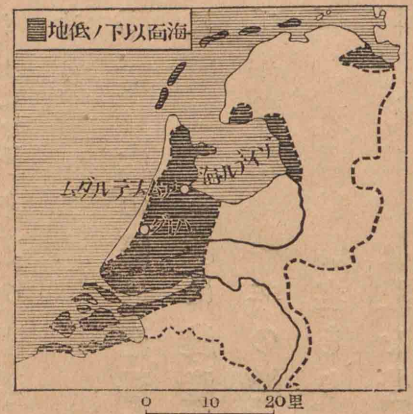 海面以下ノ低地
ゾイデル海
アムステルダム
ハーグ
0 10 20里